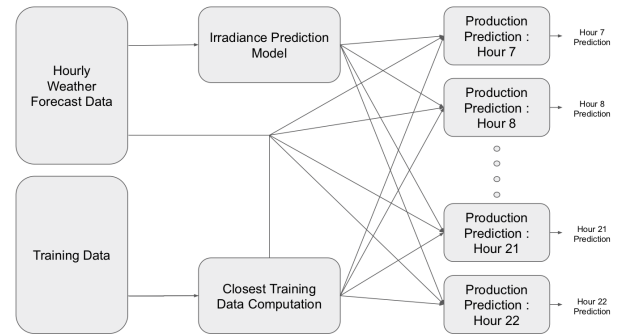 Hourly
Weather
Forecast Data
Training Data
Irradiance Prediction
Model
Closest Training
Data Computation
Production
Prediction :
Hour 7
Production
Prediction :
Hour 8
Production
Prediction :
Hour 21
Production
Prediction :
Hour 22
Hour 7
Prediction
Hour 8
Prediction
Hour 21
Prediction
Hour 22
Prediction